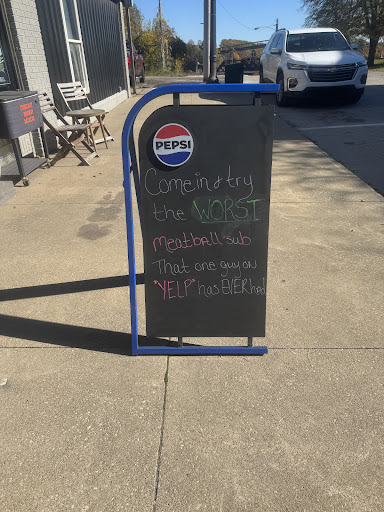 PEPSI
Come in & try
the WORST
meatball sub
That one guy on
"YELP" has EVER had